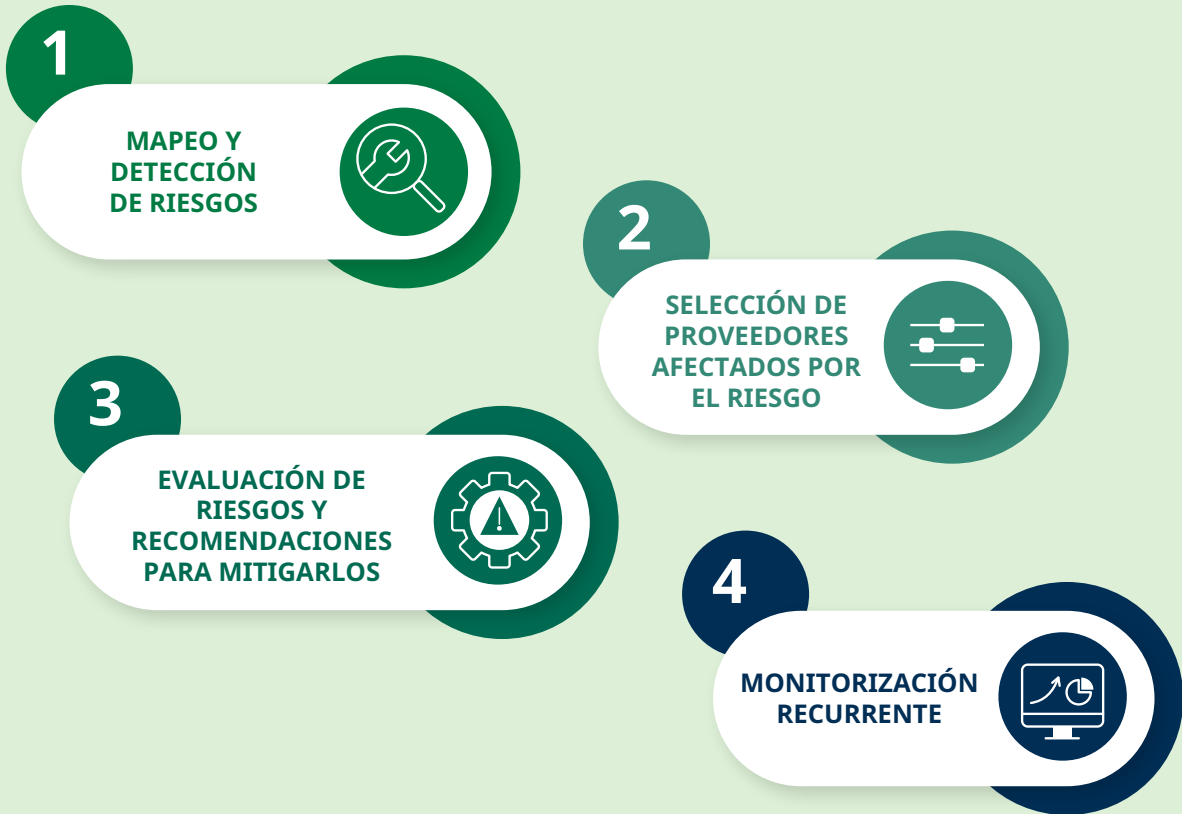 1
MAPEO Y
DETECCIÓN
DE RIESGOS
2
SELECCIÓN DE
PROVEEDORES
AFECTADOS POR
EL RIESGO
3
EVALUACIÓN DE
RIESGOS Y
RECOMENDACIONES
PARA MITIGARLOS
4
MONITORIZACIÓN
RECURRENTE